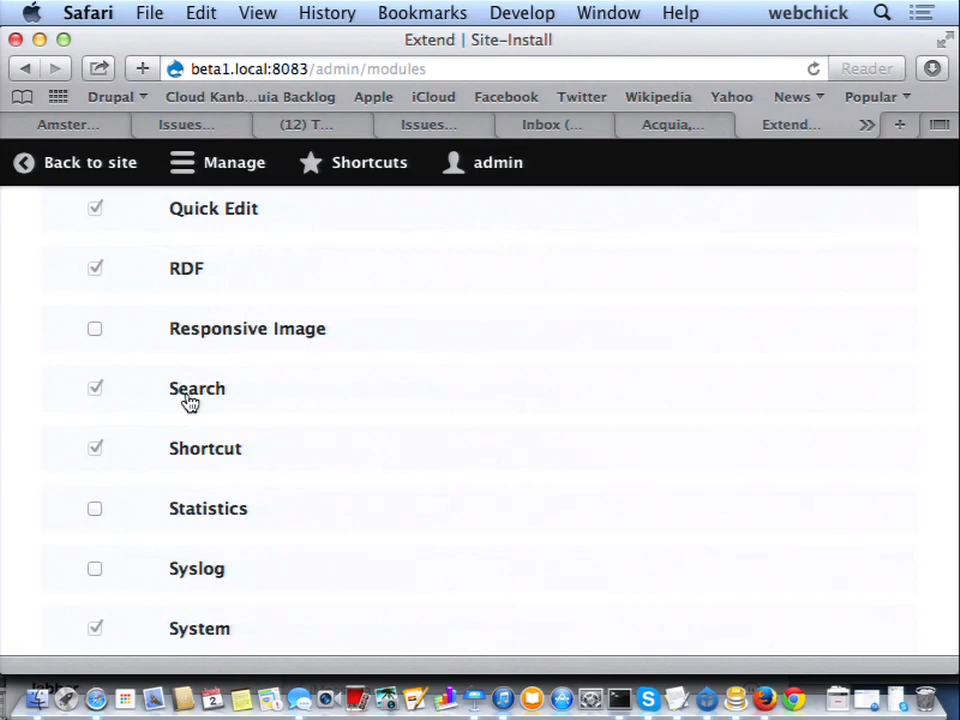 Safari File Edit View History Bookmarks Develop Window Help webchick
Extend | Site-Install
beta1.local:8083/admin/modules Reader
Drupal Cloud Kanb...uia Backlog Apple iCloud Facebook Twitter Wikipedia Yahoo News Popular
Amster... Issues... (12) T... Issues... Inbox (... Acquia,... Extend...
Back to site Manage Shortcuts admin
Quick Edit
RDF
Responsive Image
Search
Shortcut
Statistics
Syslog
System